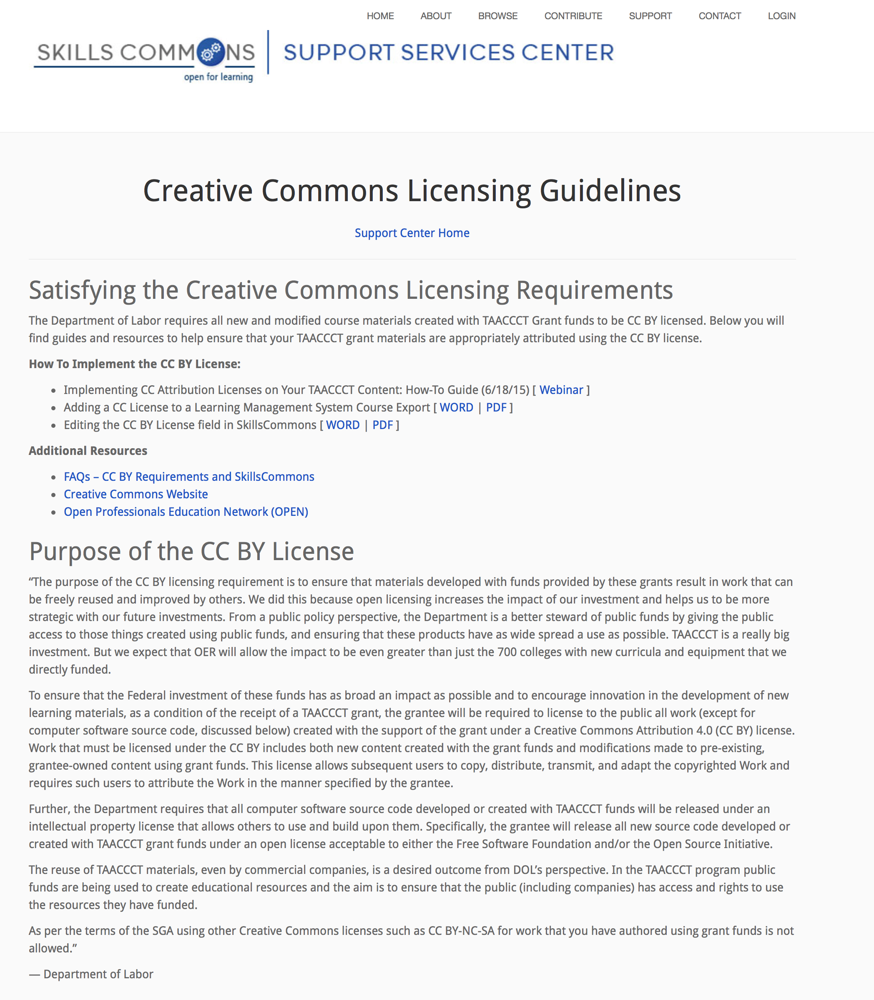 HOME ABOUT BROWSE CONTRIBUTE SUPPORT CONTACT LOGIN
SKILLS COMMONS
open for learning
SUPPORT SERVICES CENTER
Creative Commons Licensing Guidelines
Support Center Home
Satisfying the Creative Commons Licensing Requirements
The Department of Labor requires all new and modified course materials created with TAACCCT Grant funds to be CC BY licensed. Below you will
find guides and resources to help ensure that your TAACCCT grant materials are appropriately attributed using the CC BY license.
How To Implement the CC BY License:
• Implementing CC Attribution Licenses on Your TAACCCT Content: How-To Guide (6/18/15) [ Webinar ]
• Adding a CC License to a Learning Management System Course Export [ WORD | PDF ]
• Editing the CC BY License field in SkillsCommons [ WORD | PDF ]
Additional Resources
• FAQs – CC BY Requirements and SkillsCommons
• Creative Commons Website
• Open Professionals Education Network (OPEN)
Purpose of the CC BY License
“The purpose of the CC BY licensing requirement is to ensure that materials developed with funds provided by these grants result in work that can
be freely reused and improved by others. We did this because open licensing increases the impact of our investment and helps us to be more
strategic with our future investments. From a public policy perspective, the Department is a better steward of public funds by giving the public
access to those things created using public funds, and ensuring that these products have as wide spread a use as possible. TAACCCT is a really big
investment. But we expect that OER will allow the impact to be even greater than just the 700 colleges with new curricula and equipment that we
directly funded.
To ensure that the Federal investment of these funds has as broad an impact as possible and to encourage innovation in the development of new
learning materials, as a condition of the receipt of a TAACCCT grant, the grantee will be required to license to the public all work (except for
computer software source code, discussed below) created with the support of the grant under a Creative Commons Attribution 4.0 (CC BY) license.
Work that must be licensed under the CC BY includes both new content created with the grant funds and modifications made to pre-existing,
grantee-owned content using grant funds. This license allows subsequent users to copy, distribute, transmit, and adapt the copyrighted Work and
requires such users to attribute the Work in the manner specified by the grantee.
Further, the Department requires that all computer software source code developed or created with TAACCCT funds will be released under an
intellectual property license that allows others to use and build upon them. Specifically, the grantee will release all new source code developed or
created with TAACCCT grant funds under an open license acceptable to either the Free Software Foundation and/or the Open Source Initiative.
The reuse of TAACCCT materials, even by commercial companies, is a desired outcome from DOL’s perspective. In the TAACCCT program public
funds are being used to create educational resources and the aim is to ensure that the public (including companies) has access and rights to use
the resources they have funded.
As per the terms of the SGA using other Creative Commons licenses such as CC BY-NC-SA for work that you have authored using grant funds is not
allowed.”
— Department of Labor